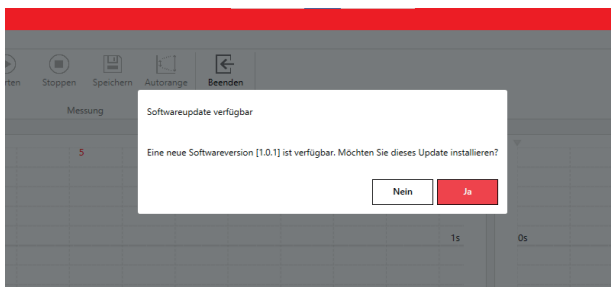 rten Stoppen Speichern Autorange Beenden
Messung
Softwareupdate verfügbar
Eine neue Softwareversion [1.0.1] ist verfügbar. Möchten Sie dieses Update installieren?
Nein Ja
5
1s 0s